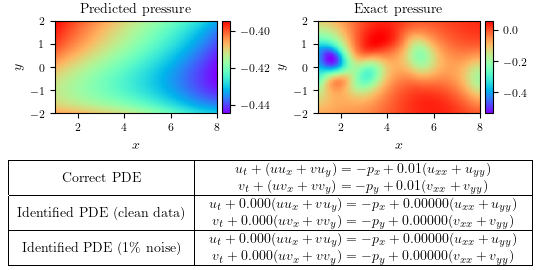 Predicted pressure
Exact pressure
2
1
0
−1
−2
y
2
4
6
8
x
−0.40
−0.42
−0.44
2
1
0
−1
−2
y
2
4
6
8
x
0.0
−0.2
−0.4
Correct PDE
u_t + (uu_x + vu_y) = −p_x + 0.01(u_xx + u_yy)
v_t + (uv_x + vv_y) = −p_y + 0.01(v_xx + v_yy)
Identified PDE (clean data)
u_t + 0.000(uu_x + vu_y) = −p_x + 0.00000(u_xx + u_yy)
v_t + 0.000(uv_x + vv_y) = −p_y + 0.00000(v_xx + v_yy)
Identified PDE (1% noise)
u_t + 0.000(uu_x + vu_y) = −p_x + 0.00000(u_xx + u_yy)
v_t + 0.000(uv_x + vv_y) = −p_y + 0.00000(v_xx + v_yy)